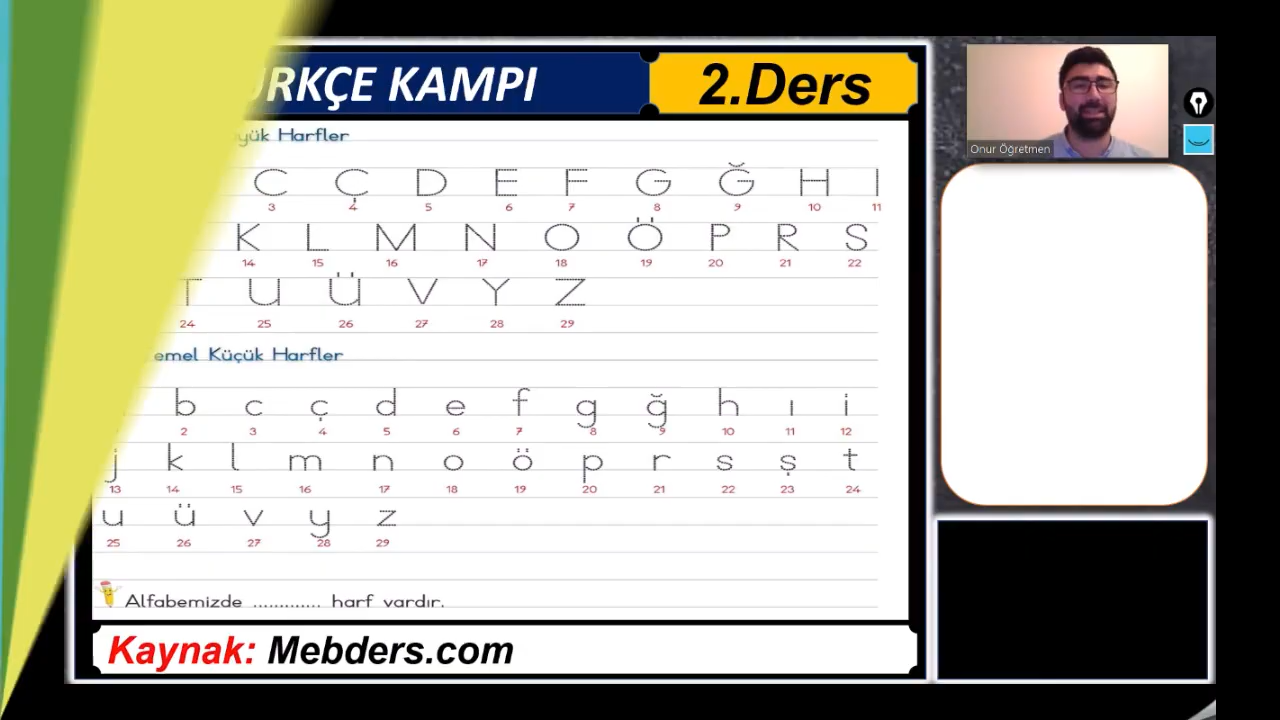 RKÇE KAMPI
2.Ders
Onur Öğretmen
yük Harfler
C Ç D E F G Ğ H I
3 4 5 6 7 8 9 10 11
K L M N O Ö P R S
14 15 16 17 18 19 20 21 22
T U Ü V Y Z
24 25 26 27 28 29
emel Küçük Harfler
b c ç d e f g ğ h ı i
2 3 4 5 6 7 8 9 10 11 12
j k l m n o ö p r s ş t
13 14 15 16 17 18 19 20 21 22 23 24
u ü v y z
25 26 27 28 29
Alfabemizde ............. harf vardır.
Kaynak: Mebders.com